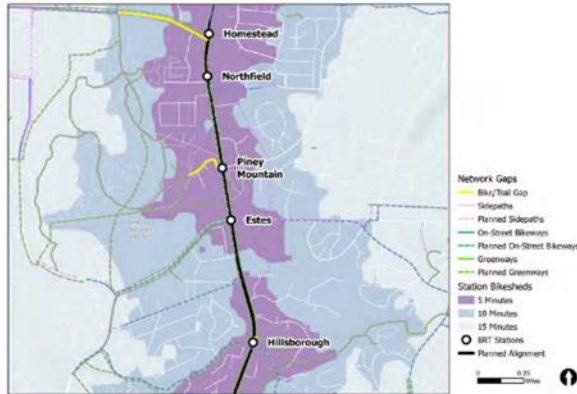 Homestead
Northfield
Piney
Mountain
Estes
Hillsborough
Network Gaps
Bike/Trail Gap
Sidepaths
Planned Sidepaths
On-Street Bikeways
Planned On-Street Bikeways
Greenways
Planned Greenways
Station Bikesheds
5 Minutes
10 Minutes
15 Minutes
BRT Stations
Planned Alignment
0 0.25
Miles